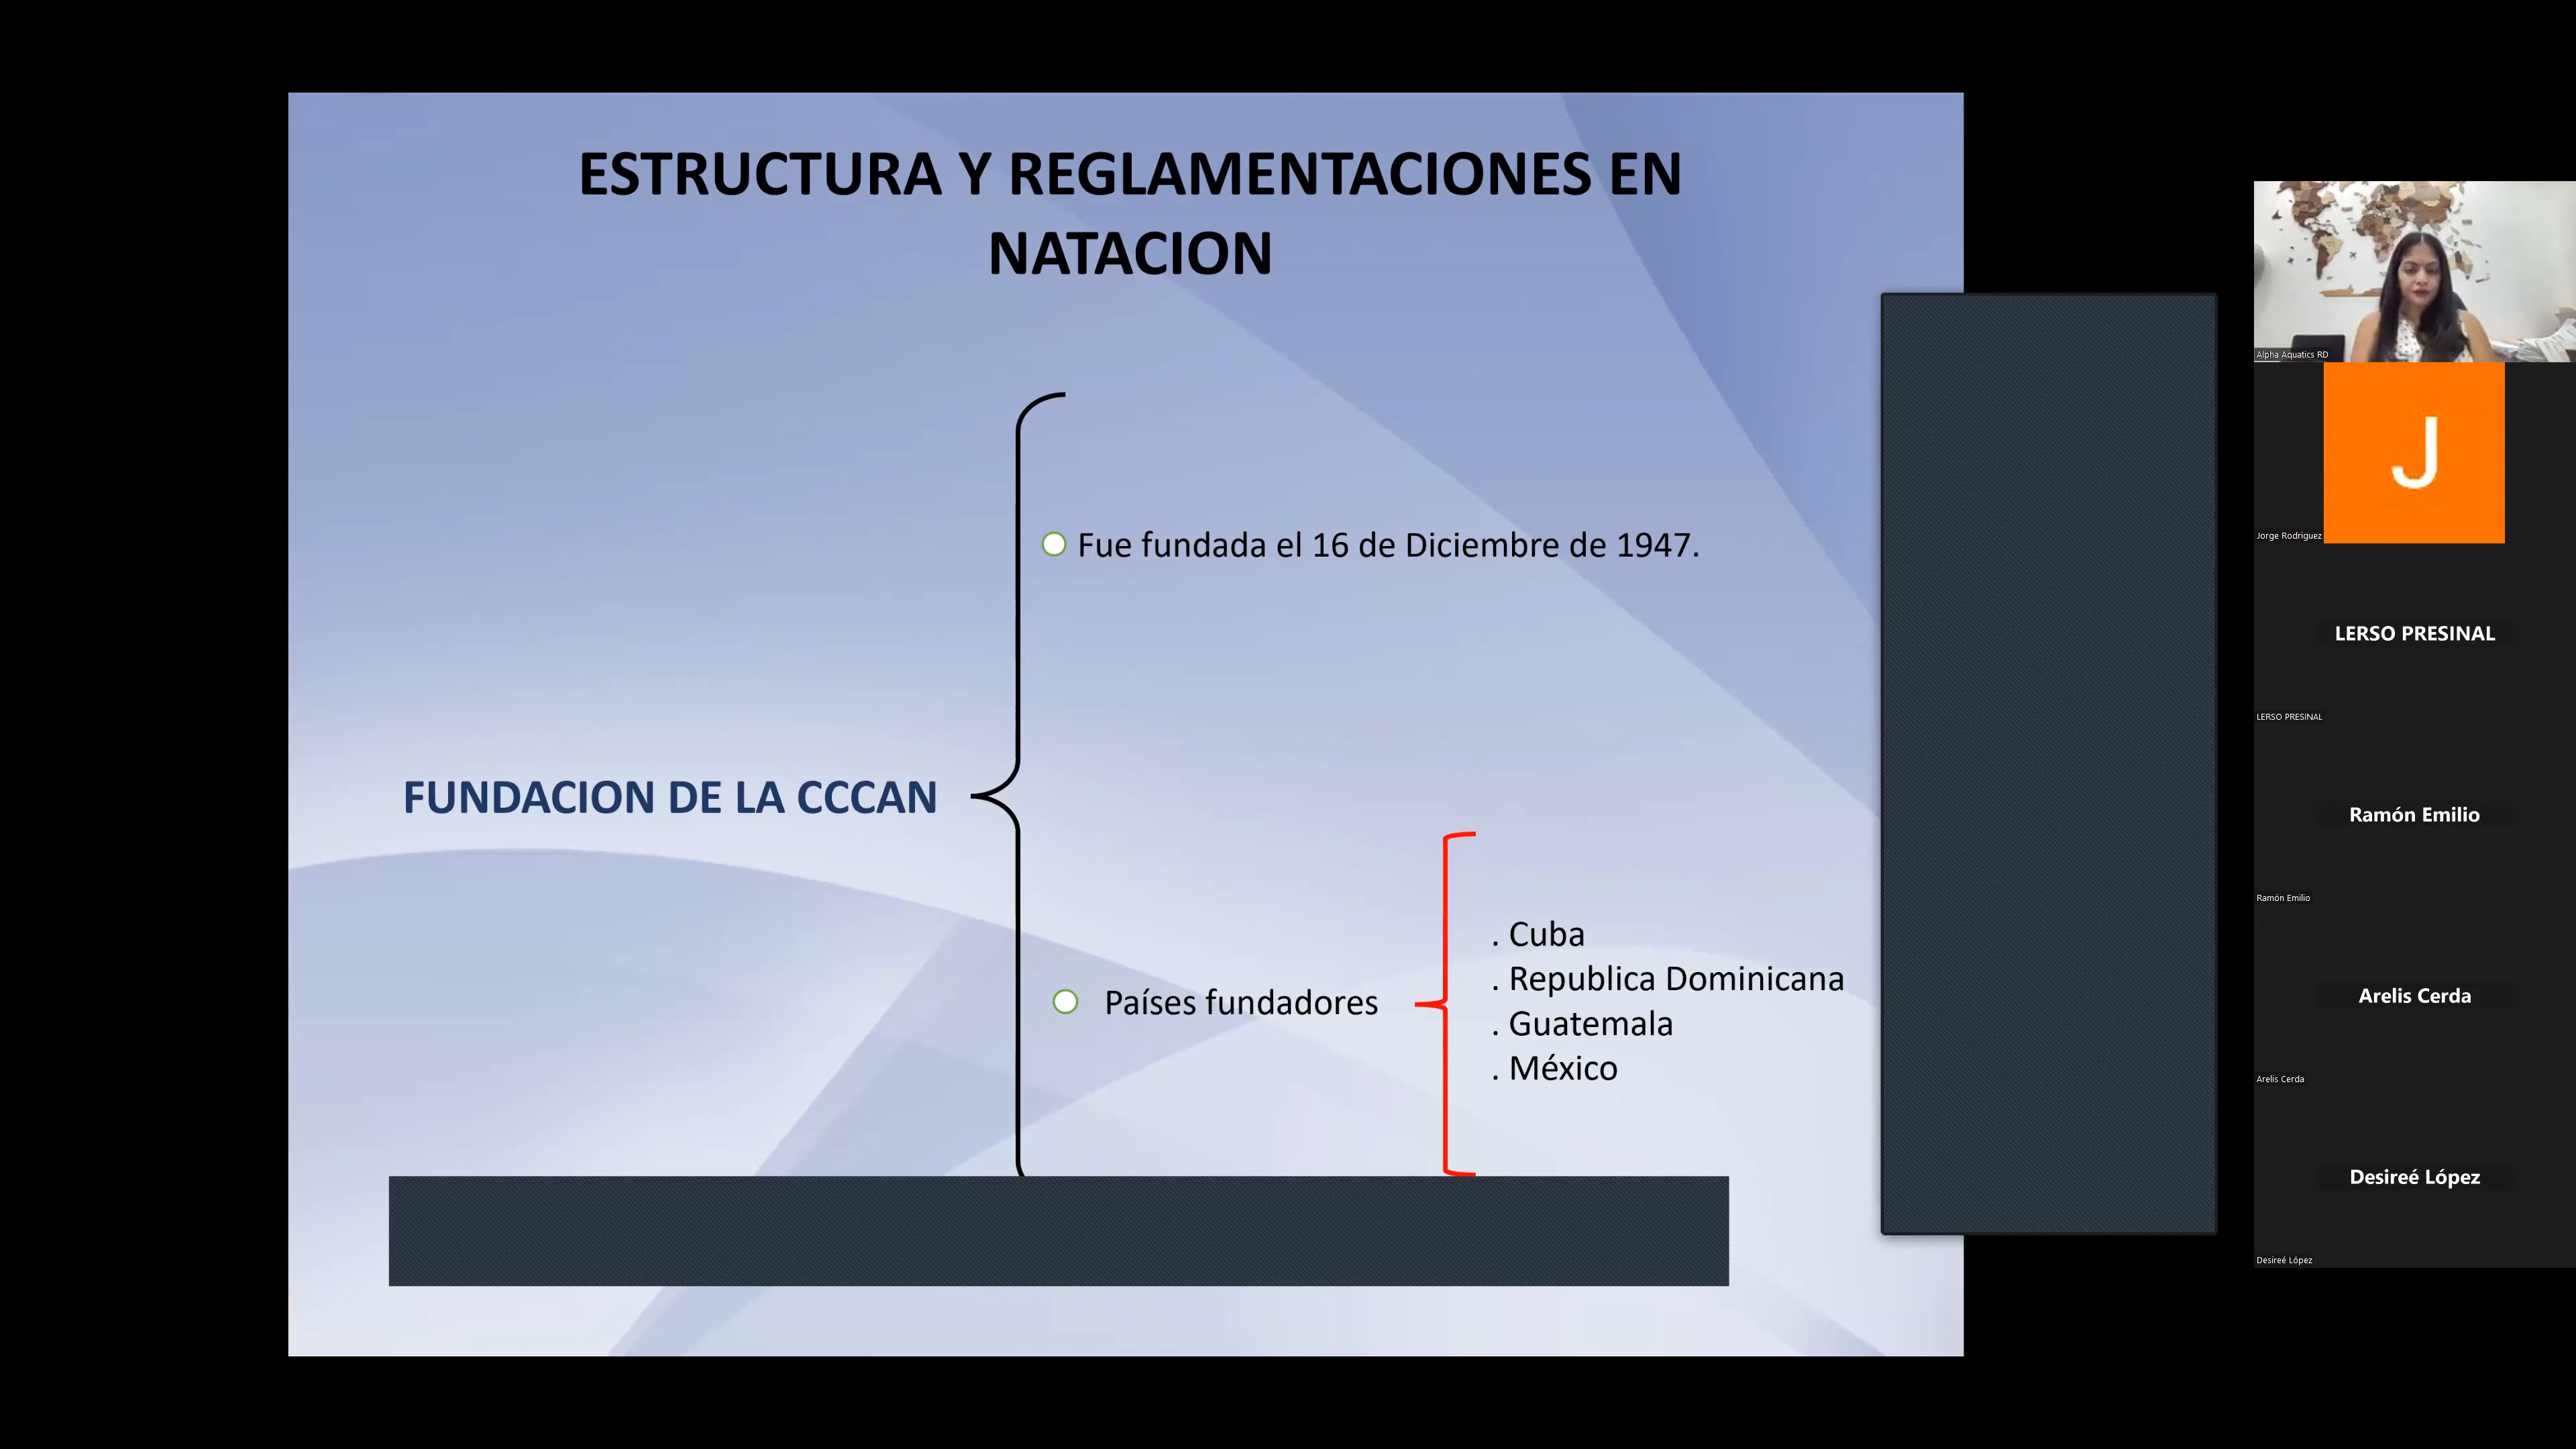 ESTRUCTURA Y REGLAMENTACIONES EN
NATACION
Fue fundada el 16 de Diciembre de 1947.
FUNDACION DE LA CCCAN
Países fundadores
. Cuba
. Republica Dominicana
. Guatemala
. México
Alpha Aquatics RD
J
Jorge Rodriguez
LERSO PRESINAL
LERSO PRESINAL
Ramón Emilio
Ramón Emilio
Arelis Cerda
Arelis Cerda
Desireé López
Desireé López